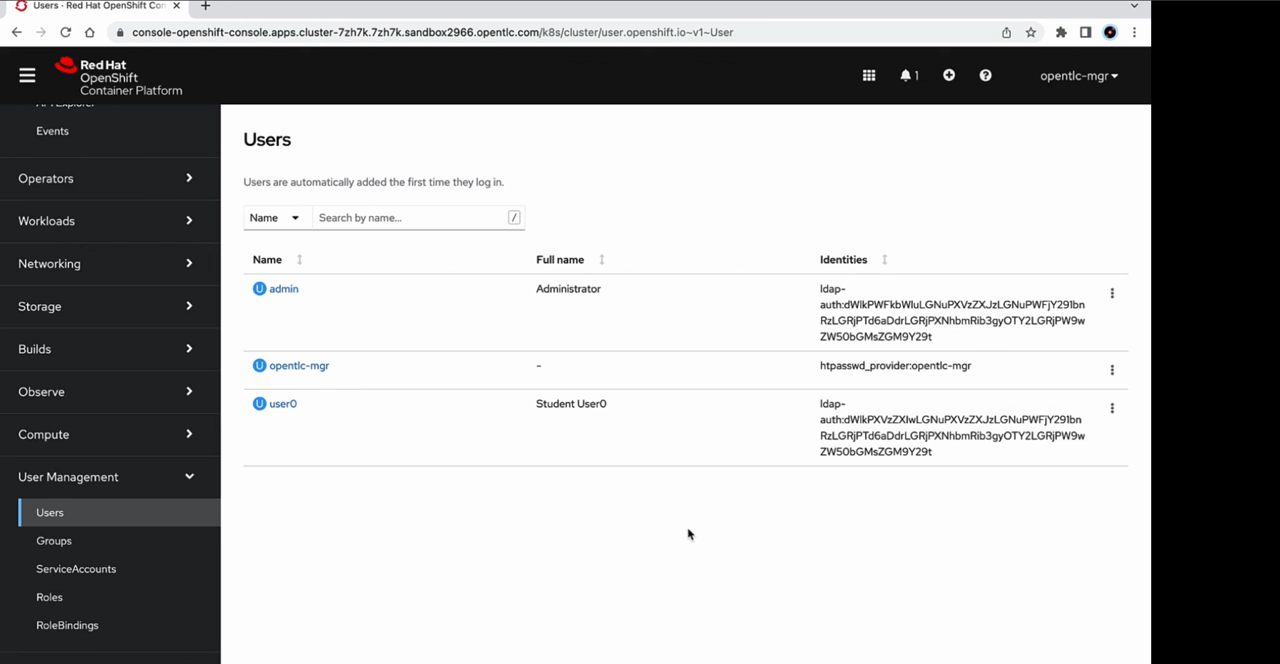 Users · Red Hat OpenShift Con
console-openshift-console.apps.cluster-7zh7k.7zh7k.sandbox2966.opentlc.com/k8s/cluster/user.openshift.io~v1~User
Red Hat
OpenShift
Container Platform
1
opentlc-mgr
API Explorer
Events
Operators
Workloads
Networking
Storage
Builds
Observe
Compute
User Management
Users
Groups
ServiceAccounts
Roles
RoleBindings
Users
Users are automatically added the first time they log in.
Name
Search by name...
/
Name
Full name
Identities
U admin
Administrator
ldap-
auth:dWlkPWFkbWluLGNuPXVzZXJzLGNuPWFjY291bn
RzLGRjPTd6aDdrLGRjPXNhbmRib3gyOTY2LGRjPW9w
ZW50bGMsZGM9Y29t
U opentlc-mgr
-
htpasswd_provider:opentlc-mgr
U user0
Student User0
ldap-
auth:dWlkPXVzZXIwLGNuPXVzZXJzLGNuPWFjY291bn
RzLGRjPTd6aDdrLGRjPXNhbmRib3gyOTY2LGRjPW9w
ZW50bGMsZGM9Y29t